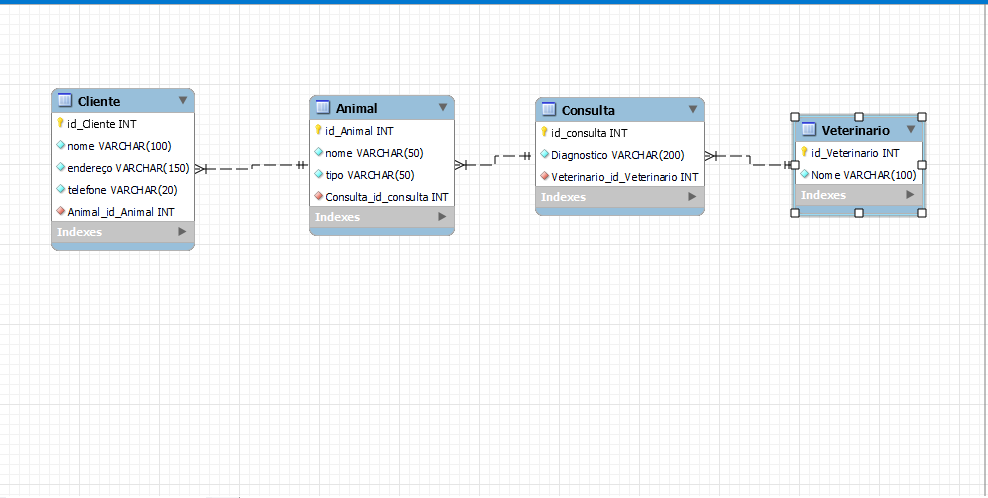 Cliente
id_Cliente INT
nome VARCHAR(100)
endereço VARCHAR(150)
telefone VARCHAR(20)
Animal_id_Animal INT
Indexes
Animal
id_Animal INT
nome VARCHAR(50)
tipo VARCHAR(50)
Consulta_id_consulta INT
Indexes
Consulta
id_consulta INT
Diagnostico VARCHAR(200)
Veterinario_id_Veterinario INT
Indexes
Veterinario
id_Veterinario INT
Nome VARCHAR(100)
Indexes